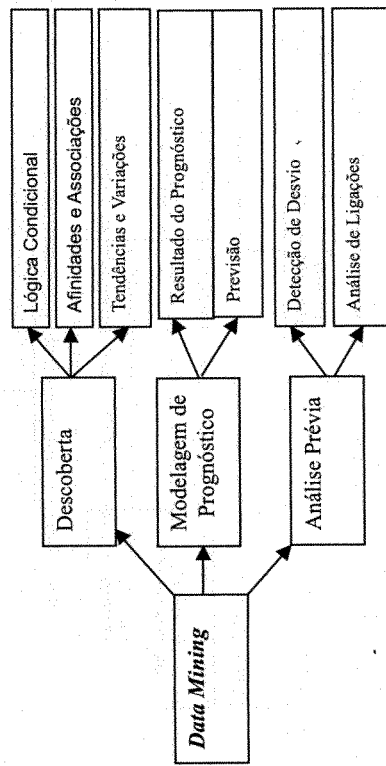 Data Mining
Descoberta
Lógica Condicional
Afinidades e Associações
Tendências e Variações
Modelagem de
Prognóstico
Resultado do Prognóstico
Previsão
Análise Prévia
Detecção de Desvio
Análise de Ligações